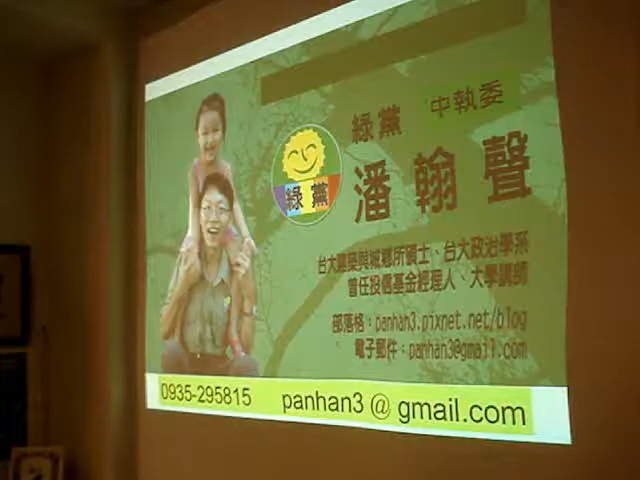 綠黨 中執委
潘翰聲
綠黨
台大建築與城鄉所碩士、台大政治學系
曾任投信基金經理人、大學講師
部落格：panhan3.pixnet.net/blog
電子郵件：panhan3@gmail.com
0935-295815 panhan3 @ gmail.com